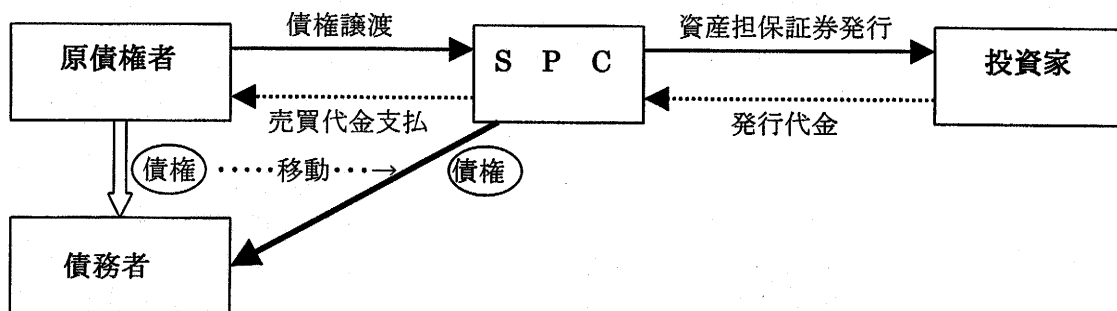 債権譲渡
資産担保証券発行
原債権者
S P C
投資家
売買代金支払
発行代金
債権 ・・・・・移動・・・→ 債権
債務者